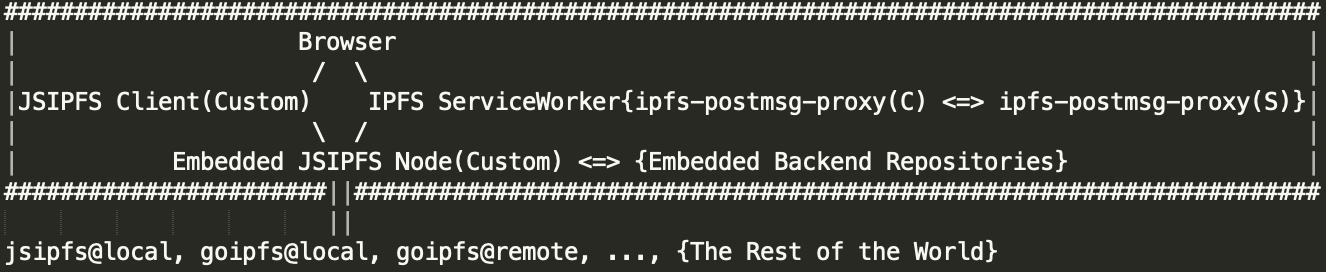 ##############################################################################################
| Browser |
| / \ |
|JSIPFS Client(Custom) IPFS ServiceWorker{ipfs-postmsg-proxy(C) <=> ipfs-postmsg-proxy(S)}|
| \ / |
| Embedded JSIPFS Node(Custom) <=> {Embedded Backend Repositories} |
#######################||#####################################################################
||
jsipfs@local, goipfs@local, goipfs@remote, ..., {The Rest of the World}